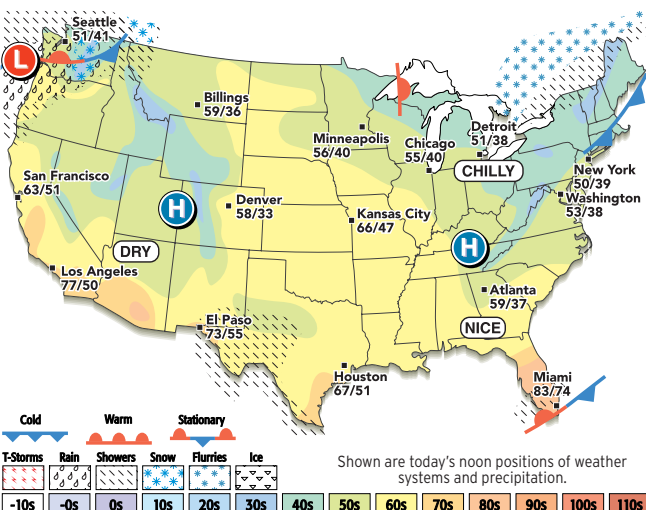 Seattle
51/41
L
Billings
59/36
Minneapolis
56/40
Chicago
55/40
Detroit
51/38
CHILLY
New York
50/39
Washington
53/38
San Francisco
63/51
H
Denver
58/33
Kansas City
66/47
H
DRY
Los Angeles
77/50
Atlanta
59/37
NICE
El Paso
73/55
Houston
67/51
Miami
83/74
Cold
Warm
Stationary
T-Storms Rain Showers Snow Flurries Ice
Shown are today's noon positions of weather
systems and precipitation.
-10s -0s 0s 10s 20s 30s 40s 50s 60s 70s 80s 90s 100s 110s